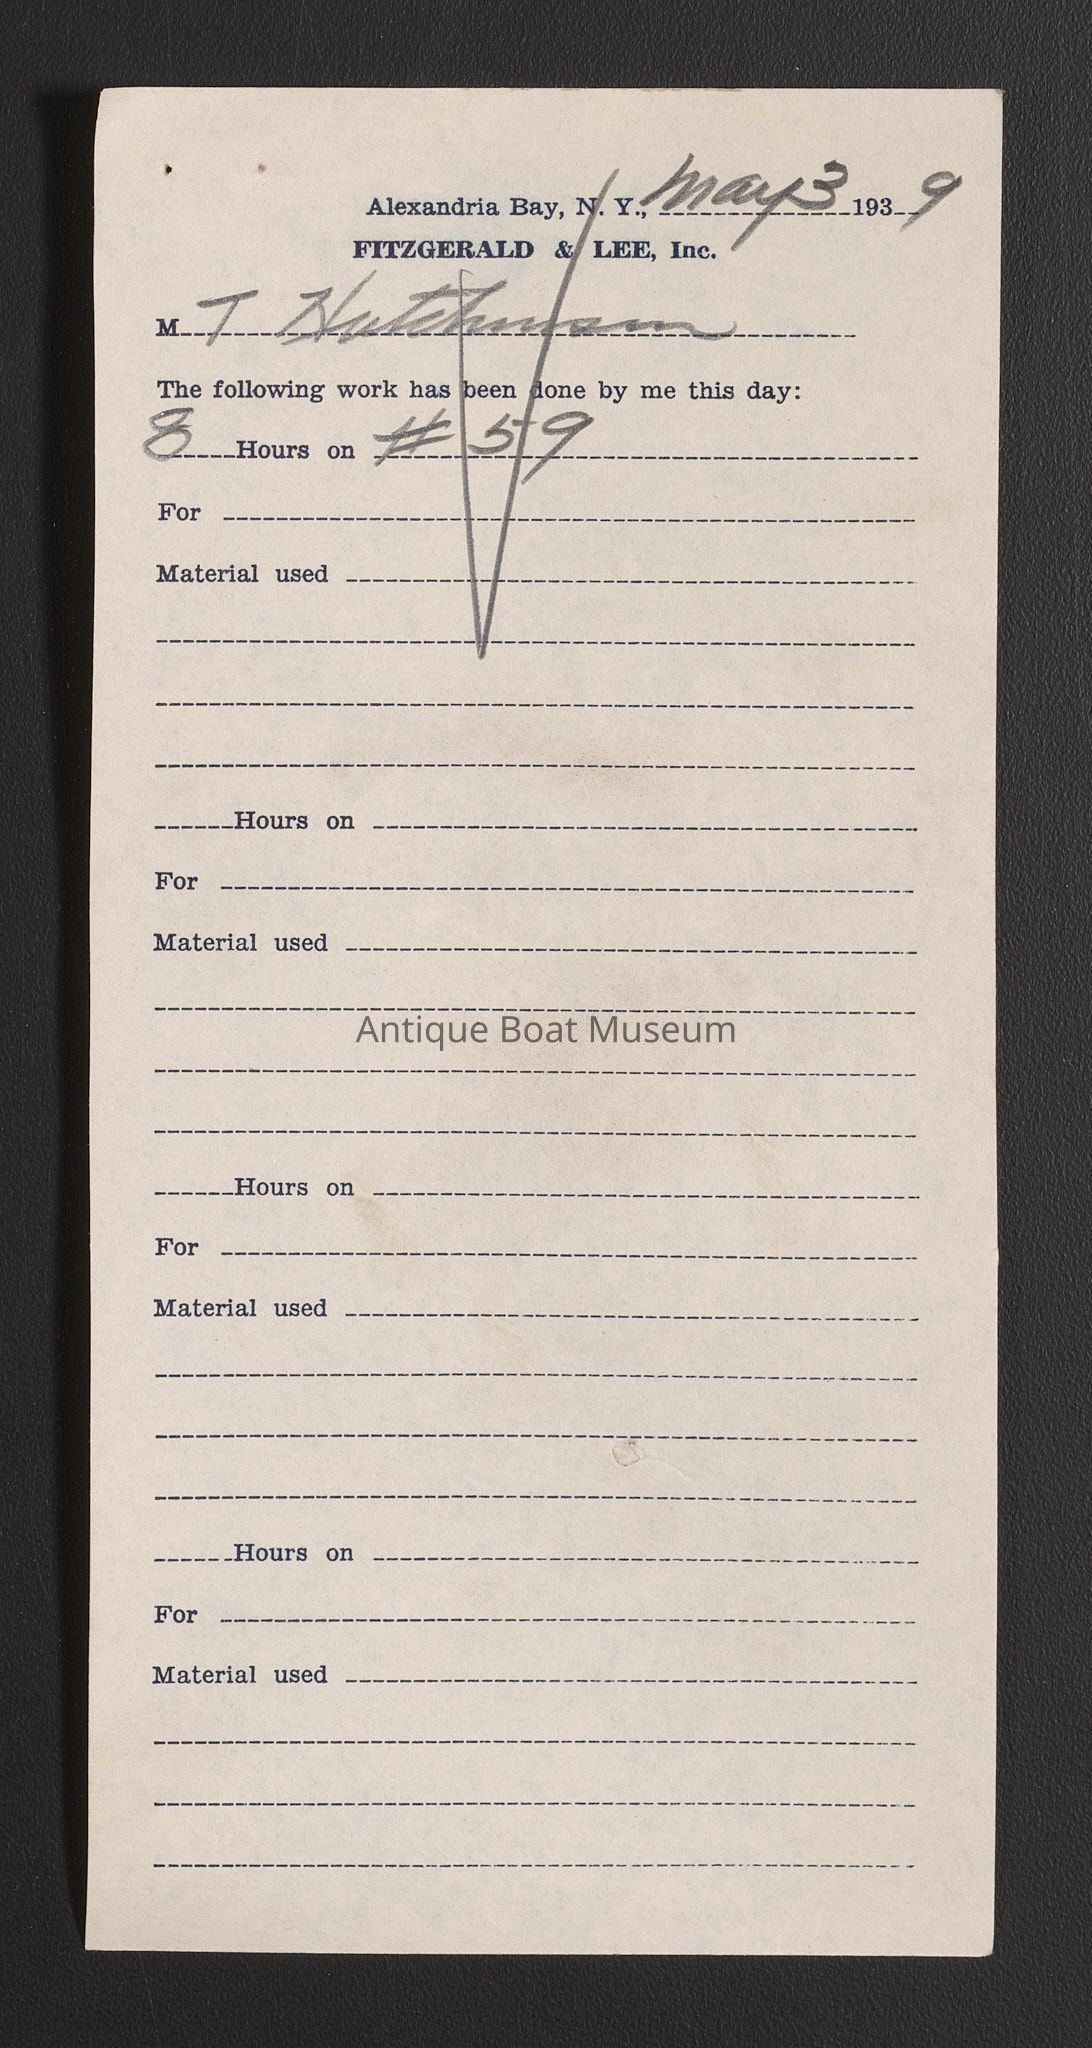 Alexandria Bay, N. Y., May 3 1939
FITZGERALD & LEE, Inc.
M T Hutchinson
The following work has been done by me this day:
8 Hours on # 59
For
Material used
Hours on
For
Material used
Antique Boat Museum
Hours on
For
Material used
Hours on
For
Material used